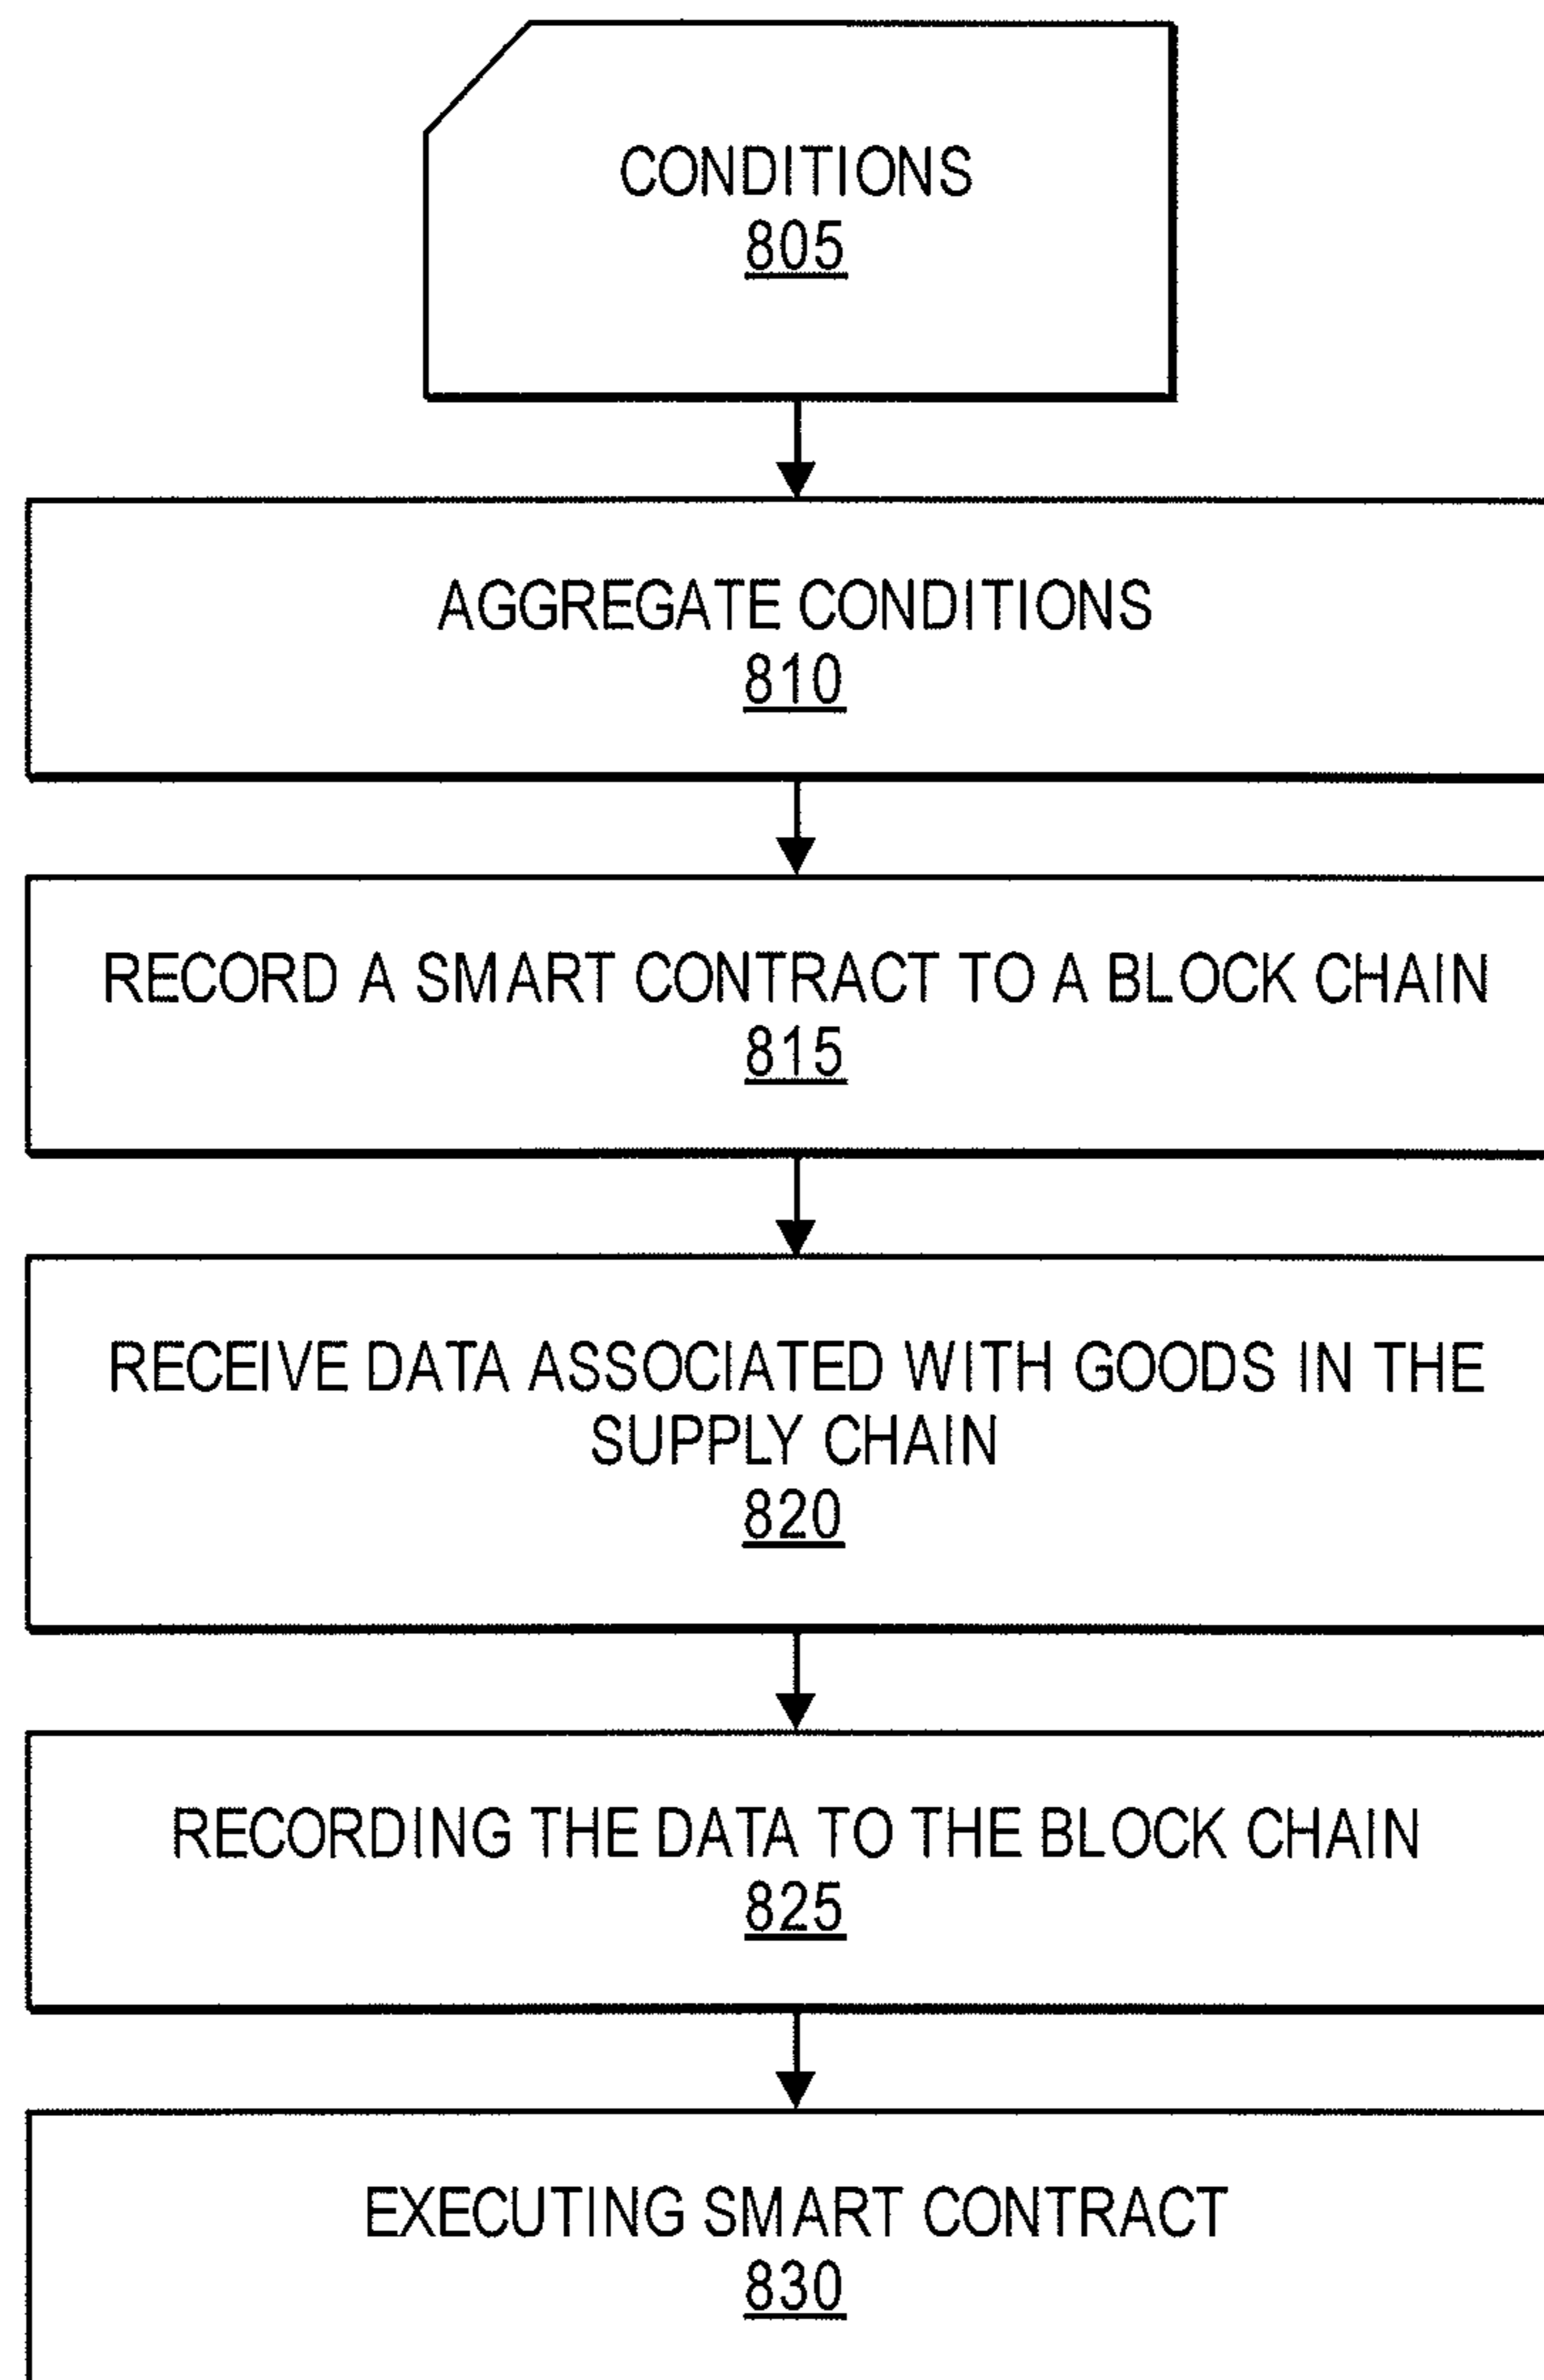 CONDITIONS
805
AGGREGATE CONDITIONS
810
RECORD A SMART CONTRACT TO A BLOCK CHAIN
815
RECEIVE DATA ASSOCIATED WITH GOODS IN THE
SUPPLY CHAIN
820
RECORDING THE DATA TO THE BLOCK CHAIN
825
EXECUTING SMART CONTRACT
830